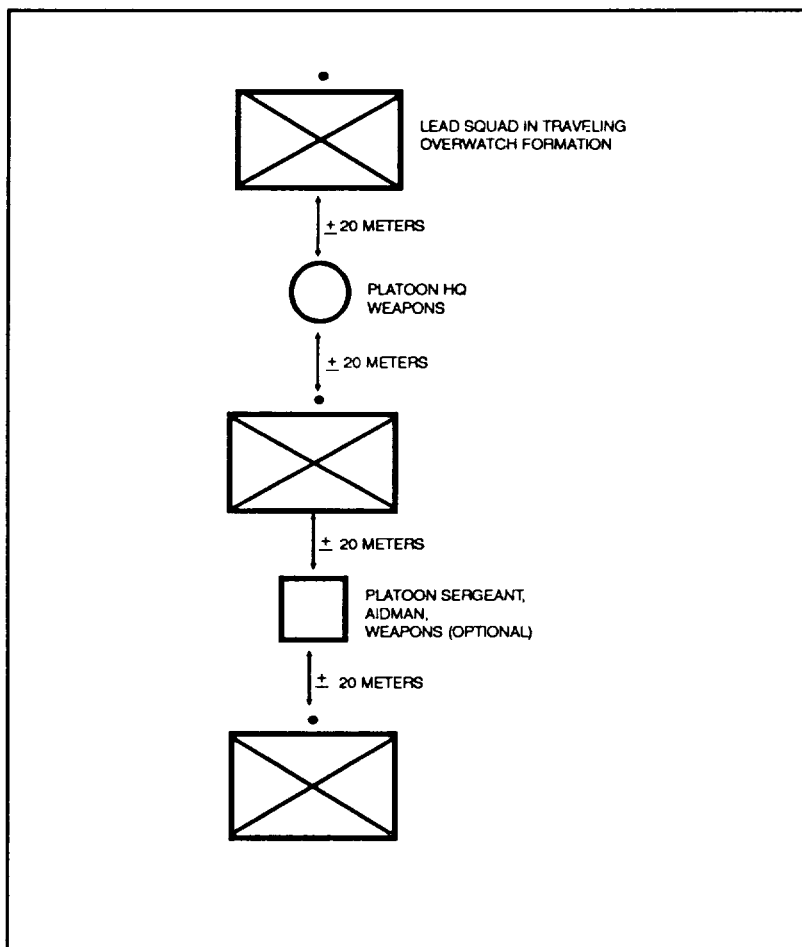 LEAD SQUAD IN TRAVELING
OVERWATCH FORMATION
± 20 METERS
PLATOON HQ
WEAPONS
± 20 METERS
± 20 METERS
PLATOON SERGEANT,
AIDMAN,
WEAPONS (OPTIONAL)
± 20 METERS